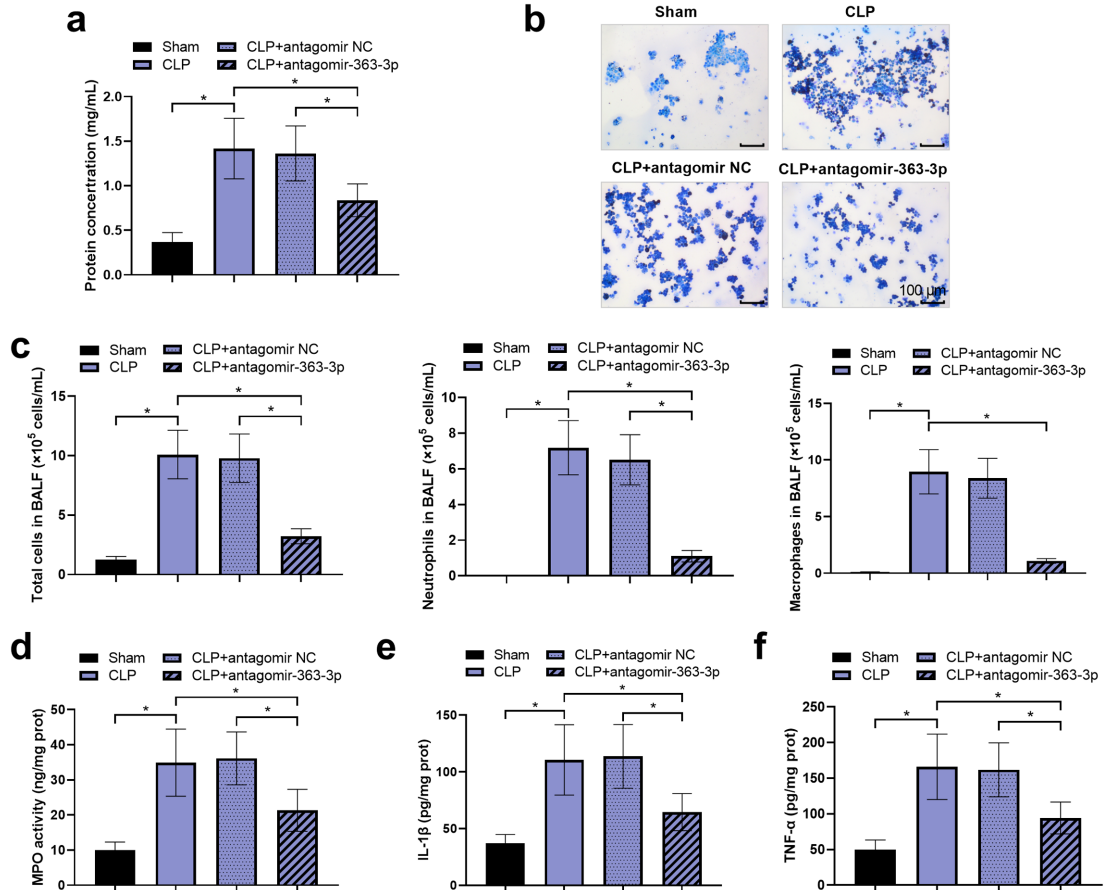 a
Sham
CLP+antagomir NC
CLP
CLP+antagomir-363-3p
*
*
*
2.0
1.5
1.0
0.5
0.0
Protein concertration (mg/mL)
b
Sham
CLP
CLP+antagomir NC
CLP+antagomir-363-3p
100 μm
c
Sham
CLP+antagomir NC
CLP
CLP+antagomir-363-3p
*
*
*
15
10
5
0
Total cells in BALF (×10⁵ cells/mL)
Sham
CLP+antagomir NC
CLP
CLP+antagomir-363-3p
*
*
*
8
6
4
2
0
Neutrophils in BALF (×10⁵ cells/mL)
Sham
CLP+antagomir NC
CLP
CLP+antagomir-363-3p
*
*
15
10
5
0
Macrophages in BALF (×10⁵ cells/mL)
d
Sham
CLP+antagomir NC
CLP
CLP+antagomir-363-3p
*
*
*
50
40
30
20
10
0
MPO activity (ng/mg prot)
e
Sham
CLP+antagomir NC
CLP
CLP+antagomir-363-3p
*
*
*
150
100
50
0
IL-1β (pg/mg prot)
f
Sham
CLP+antagomir NC
CLP
CLP+antagomir-363-3p
*
*
*
250
200
150
100
50
0
TNF-α (pg/mg prot)